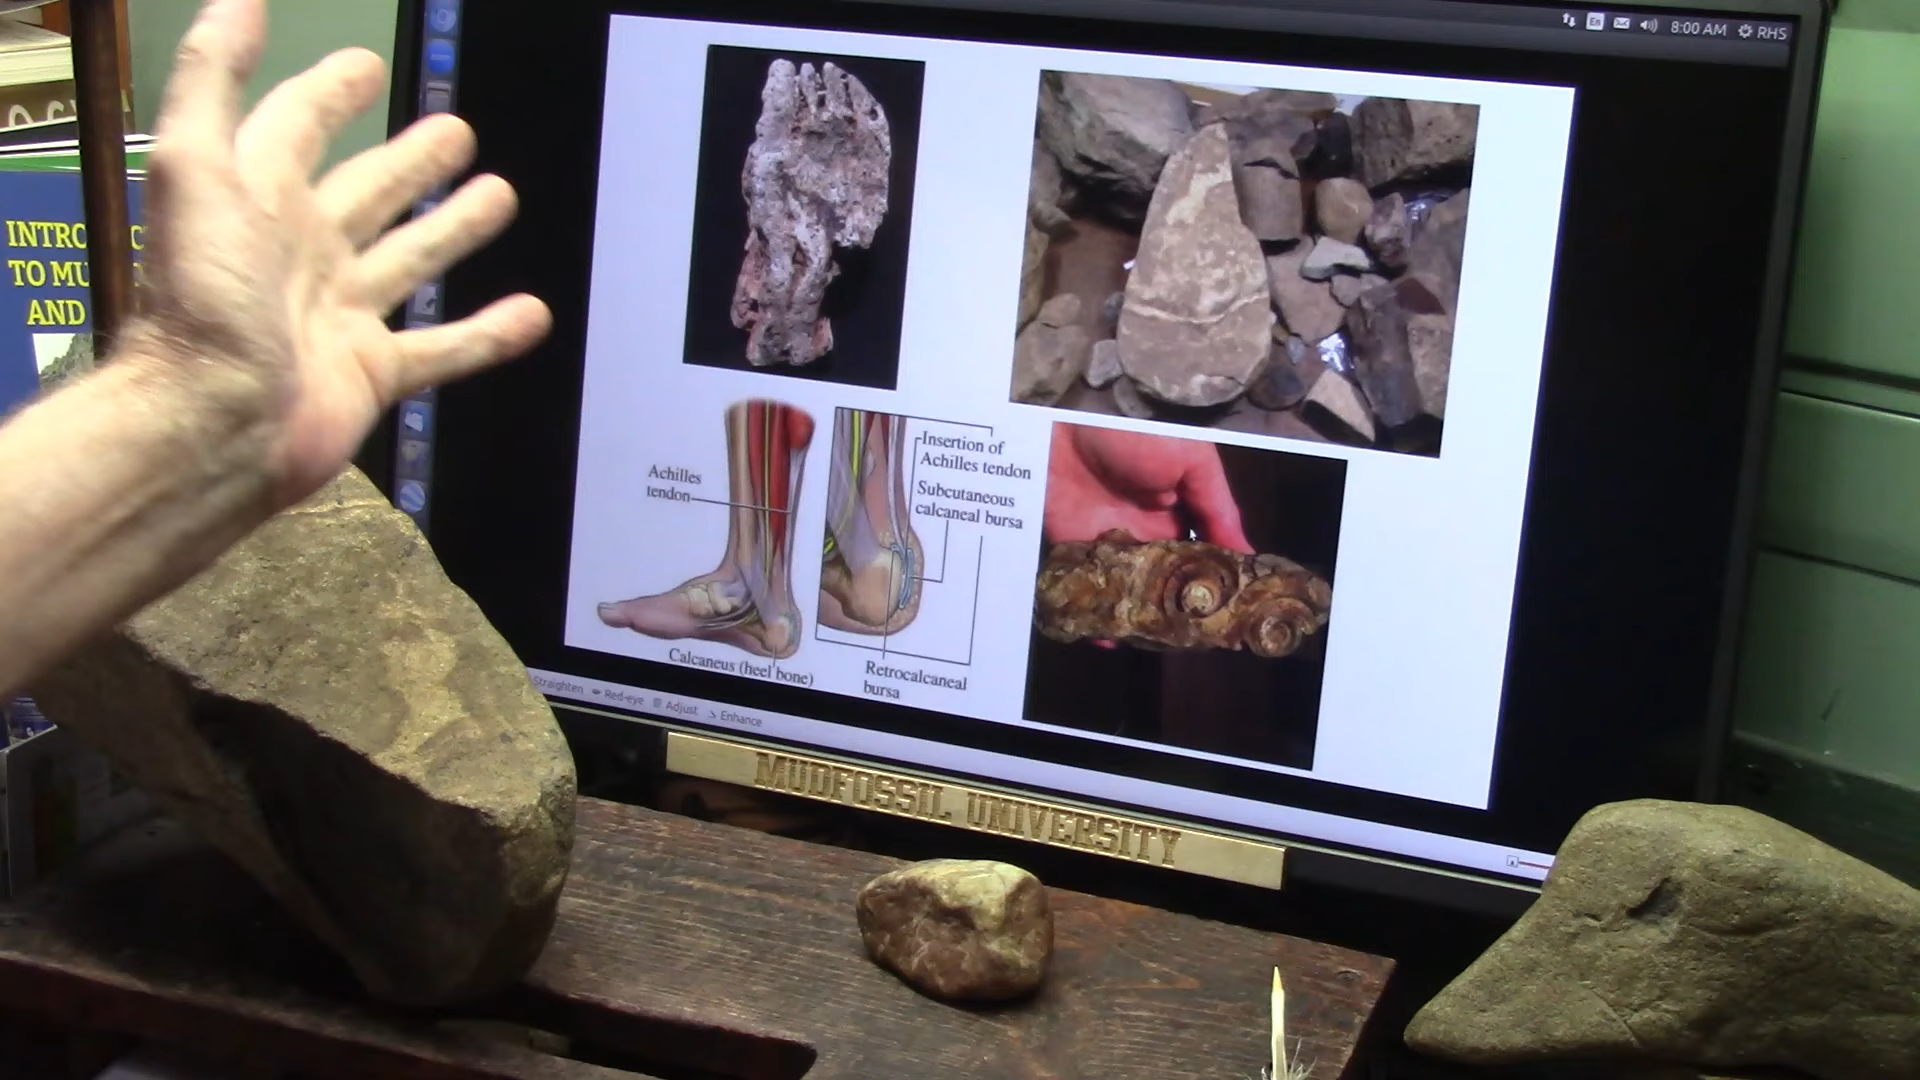 En
8:00 AM
RHS
INTRO
TO MU
AND
Insertion of
Achilles tendon
Achilles
tendon
Subcutaneous
calcaneal bursa
Calcaneus (heel bone)
Retrocalcaneal
bursa
Straighten
Red-eye
Adjust
Enhance
MUDFOSSIL UNIVERSITY